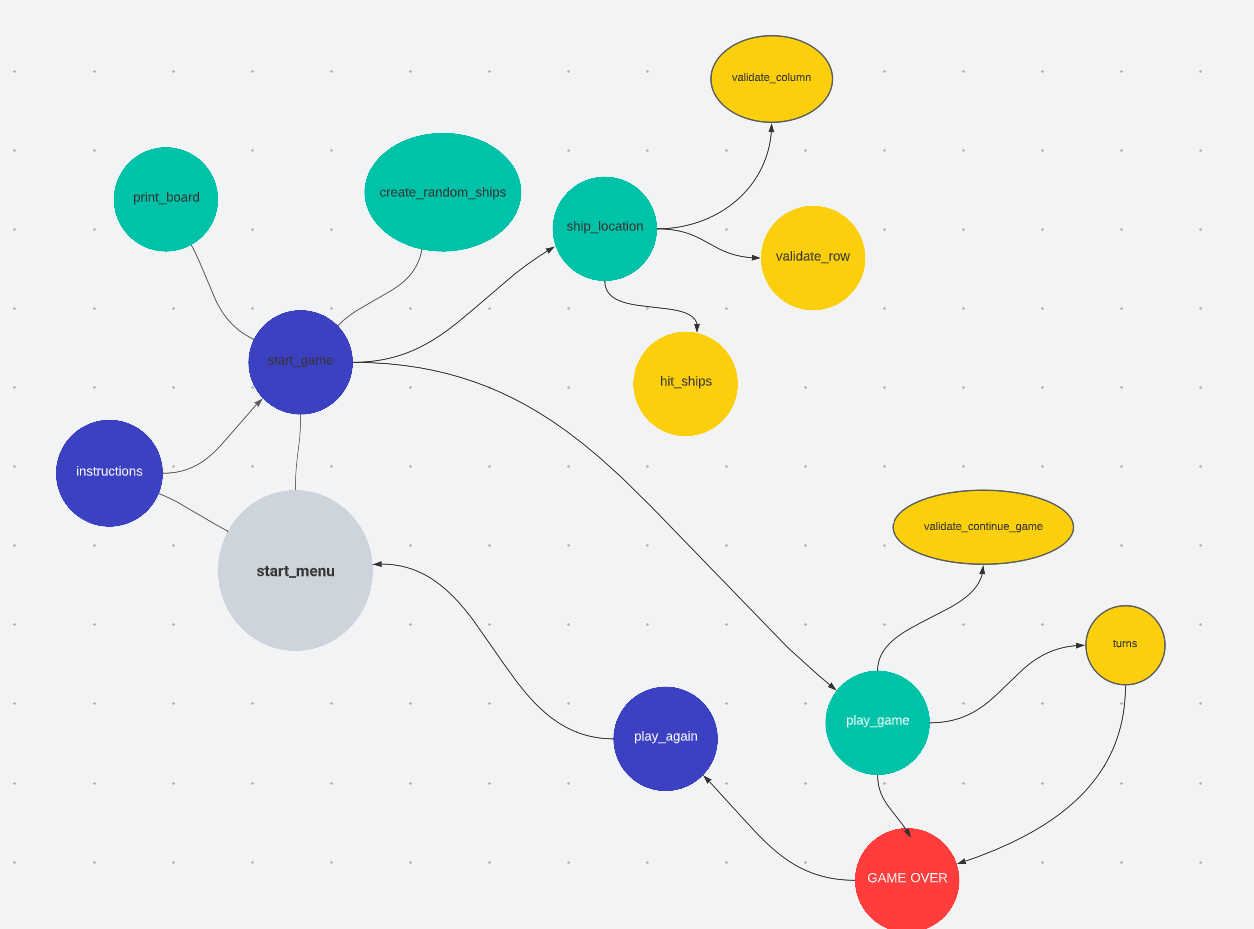 validate_column
print_board
create_random_ships
ship_location
validate_row
start_game
hit_ships
instructions
validate_continue_game
start_menu
turns
play_game
play_again
GAME OVER